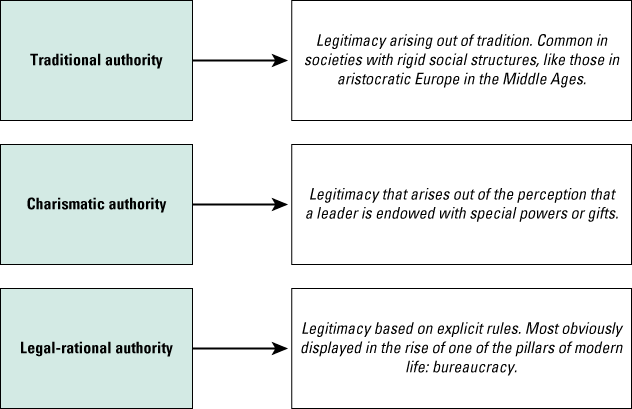 Traditional authority
Legitimacy arising out of tradition. Common in
societies with rigid social structures, like those in
aristocratic Europe in the Middle Ages.
Charismatic authority
Legitimacy that arises out of the perception that
a leader is endowed with special powers or gifts.
Legal-rational authority
Legitimacy based on explicit rules. Most obviously
displayed in the rise of one of the pillars of modern
life: bureaucracy.